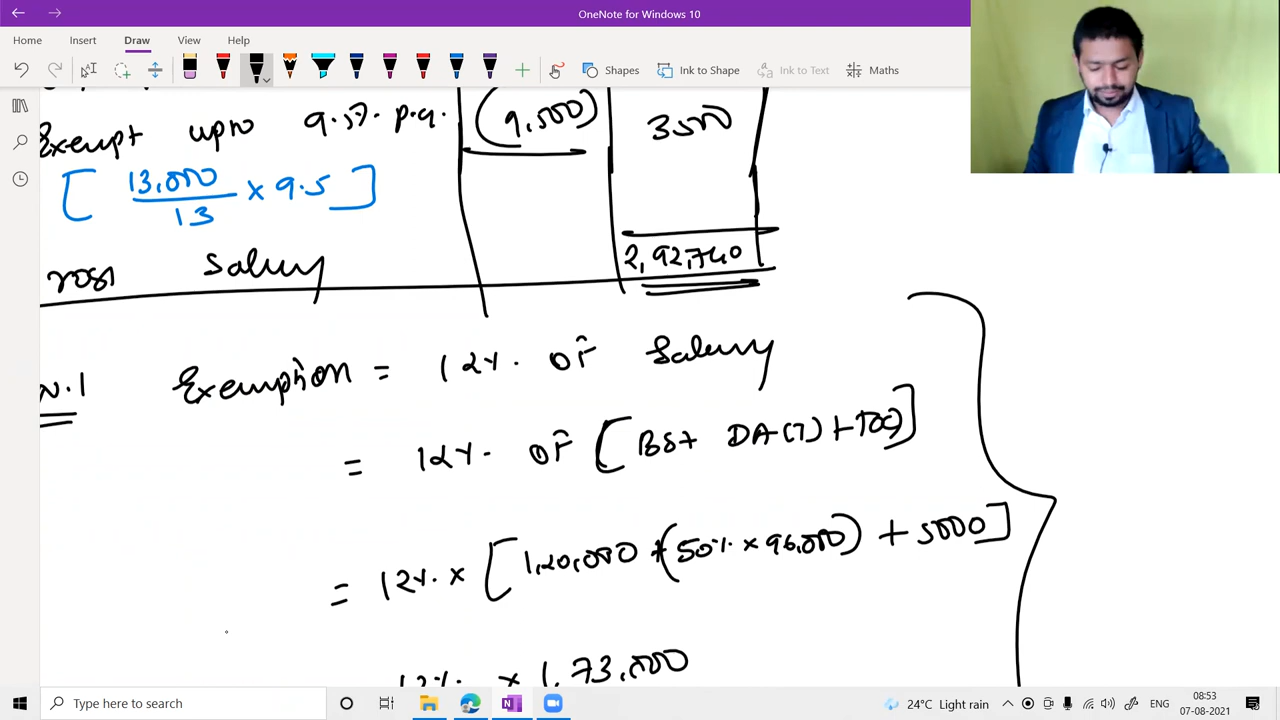 OneNote for Windows 10
Home Insert Draw View Help
Shapes Ink to Shape Ink to Text Maths
Exempt upto 9.5%. p.a. (9,500) 3500
[ 13,000 / 13 × 9.5 ]
ross Salary 2,92,740
W.N.1 Exemption = 12%. of Salary
= 12%. of [BS+ DA(T)+TOC)]
= 12%. × [1,20,000 + (50% × 96,000) + 5000]
12%. × 1,73,000
Type here to search
24°C Light rain ENG 08:53
07-08-2021